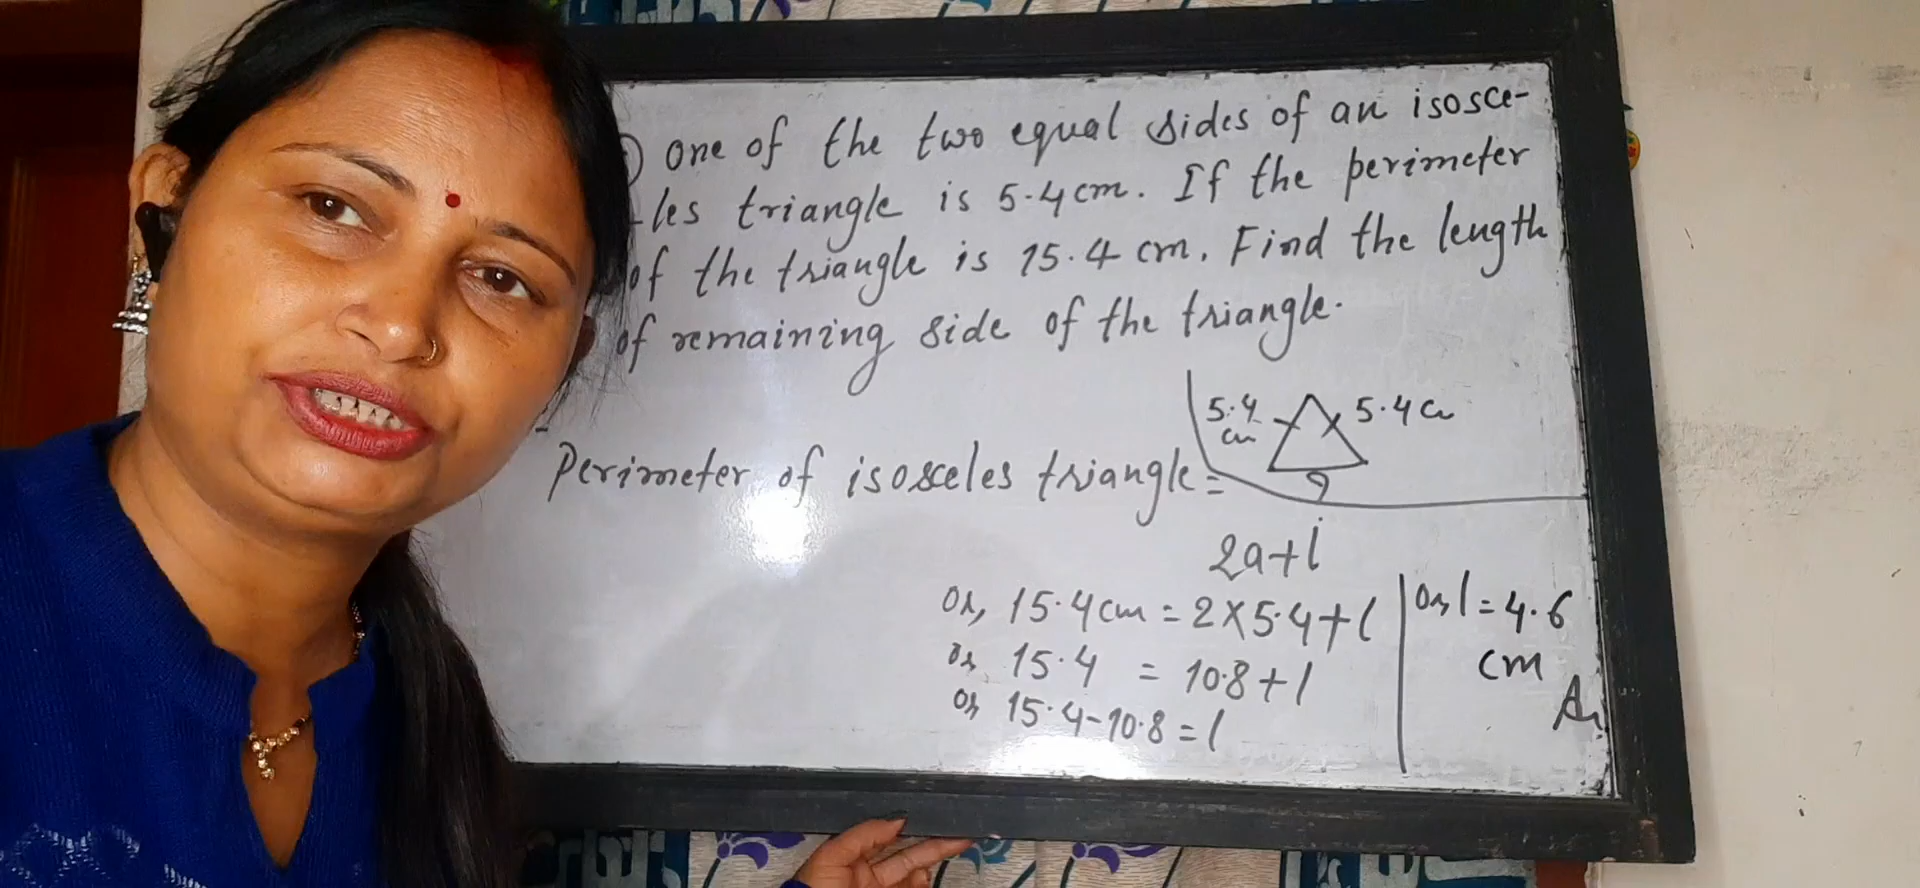 One of the two equal sides of an isosce-
-les triangle is 5.4cm. If the perimeter
of the triangle is 15.4 cm. Find the length
of remaining side of the triangle.
5.4
cm
5.4 cm
?
Perimeter of isosceles triangle =
2a+l
or, 15.4cm = 2×5.4+l
or 15.4 = 10.8+l
or 15.4-10.8=l
or l=4.6
cm